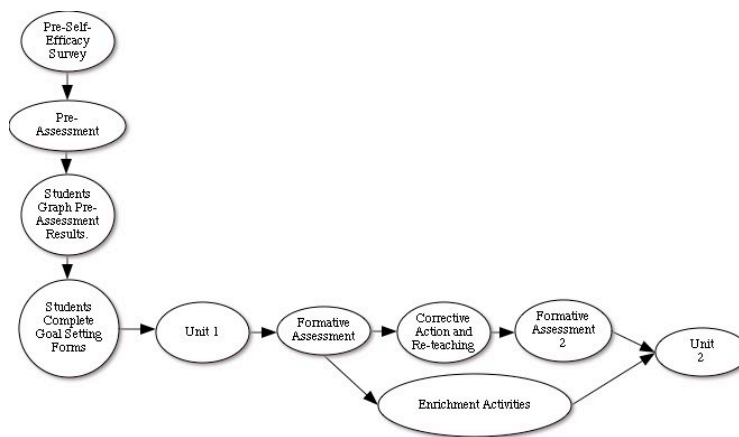 Pre-Self-
Efficacy
Survey
Pre-
Assessment
Students
Graph Pre-
Assessment
Results.
Students
Complete
Goal Setting
Forms
Unit 1
Formative
Assessment
Corrective
Action and
Re-teaching
Formative
Assessment
2
Unit
2
Enrichment Activities